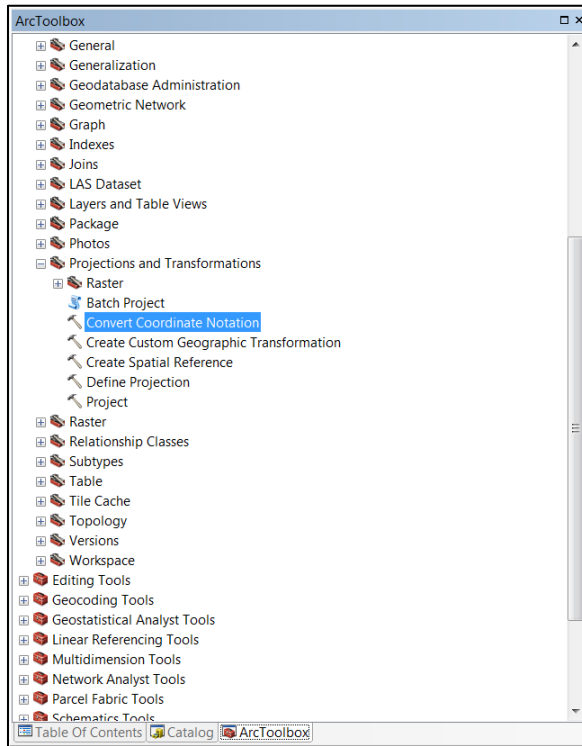 ArcToolbox
General
Generalization
Geodatabase Administration
Geometric Network
Graph
Indexes
Joins
LAS Dataset
Layers and Table Views
Package
Photos
Projections and Transformations
Raster
Batch Project
Convert Coordinate Notation
Create Custom Geographic Transformation
Create Spatial Reference
Define Projection
Project
Raster
Relationship Classes
Subtypes
Table
Tile Cache
Topology
Versions
Workspace
Editing Tools
Geocoding Tools
Geostatistical Analyst Tools
Linear Referencing Tools
Multidimension Tools
Network Analyst Tools
Parcel Fabric Tools
Schematics Tools
Table Of Contents Catalog ArcToolbox